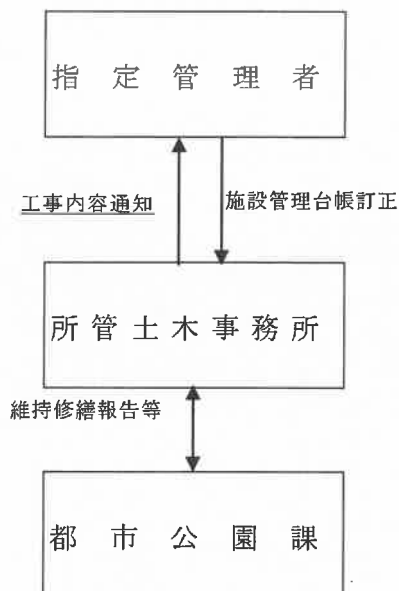 指定管理者
工事内容通知
施設管理台帳訂正
所管土木事務所
維持修繕報告等
都市公園課